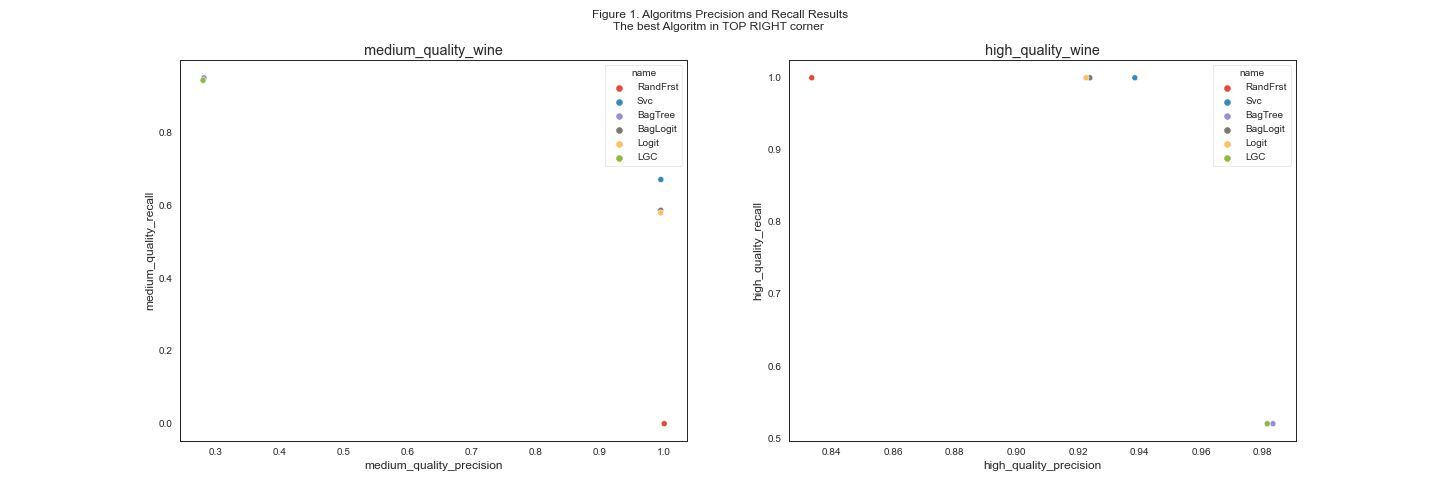 Figure 1. Algoritms Precision and Recall Results
The best Algoritm in TOP RIGHT corner
medium_quality_wine
medium_quality_recall
0.8
0.6
0.4
0.2
0.0
name
RandFrst
Svc
BagTree
BagLogit
Logit
LGC
0.3 0.4 0.5 0.6 0.7 0.8 0.9 1.0
medium_quality_precision
high_quality_wine
high_quality_recall
1.0
0.9
0.8
0.7
0.6
0.5
name
RandFrst
Svc
BagTree
BagLogit
Logit
LGC
0.84 0.86 0.88 0.90 0.92 0.94 0.96 0.98
high_quality_precision